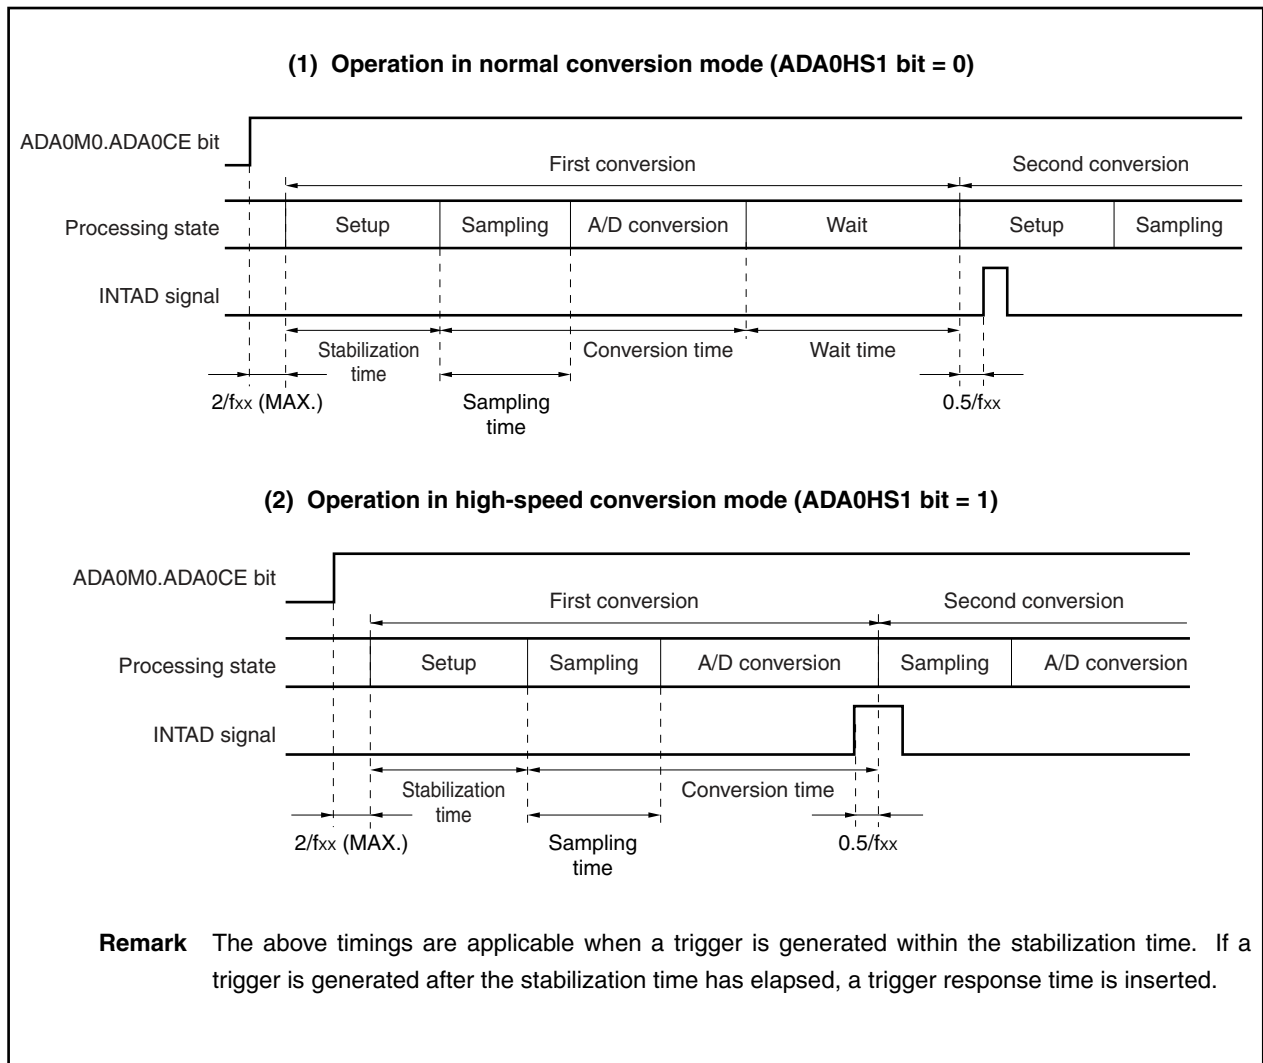 (1) Operation in normal conversion mode (ADA0HS1 bit = 0)
ADA0M0.ADA0CE bit
First conversion
Second conversion
Processing state
Setup
Sampling
A/D conversion
Wait
Setup
Sampling
INTAD signal
Stabilization
time
Conversion time
Wait time
2/fxx (MAX.)
Sampling
time
0.5/fxx
(2) Operation in high-speed conversion mode (ADA0HS1 bit = 1)
ADA0M0.ADA0CE bit
First conversion
Second conversion
Processing state
Setup
Sampling
A/D conversion
Sampling
A/D conversion
INTAD signal
Stabilization
time
Conversion time
2/fxx (MAX.)
Sampling
time
0.5/fxx
Remark The above timings are applicable when a trigger is generated within the stabilization time. If a
trigger is generated after the stabilization time has elapsed, a trigger response time is inserted.